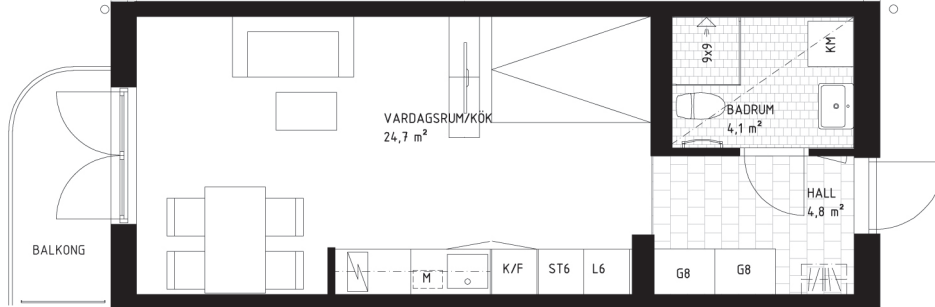 9x9
KM
BADRUM
4,1 m²
VARDAGSRUM/KÖK
24,7 m²
HALL
4,8 m²
BALKONG
M
K/F
ST6
L6
G8
G8